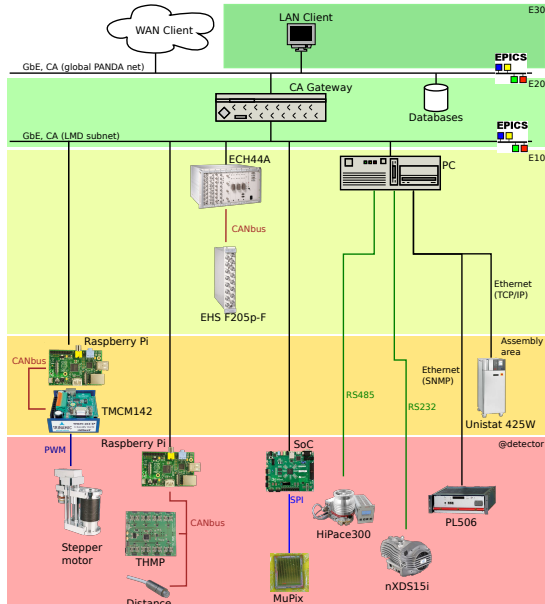 E30
WAN Client
LAN Client
GbE, CA (global PANDA net)
EPICS
E20
CA Gateway
Databases
GbE, CA (LMD subnet)
EPICS
E10
ECH44A
PC
CANbus
EHS F205p-F
Ethernet
(TCP/IP)
Raspberry Pi
Assembly
area
CANbus
Ethernet
(SNMP)
RS485
RS232
TMCM142
Unistat 425W
@detector
PWM
Raspberry Pi
SoC
SPI
CANbus
PL506
HiPace300
Stepper
motor
THMP
nXDS15i
MuPix
Distance